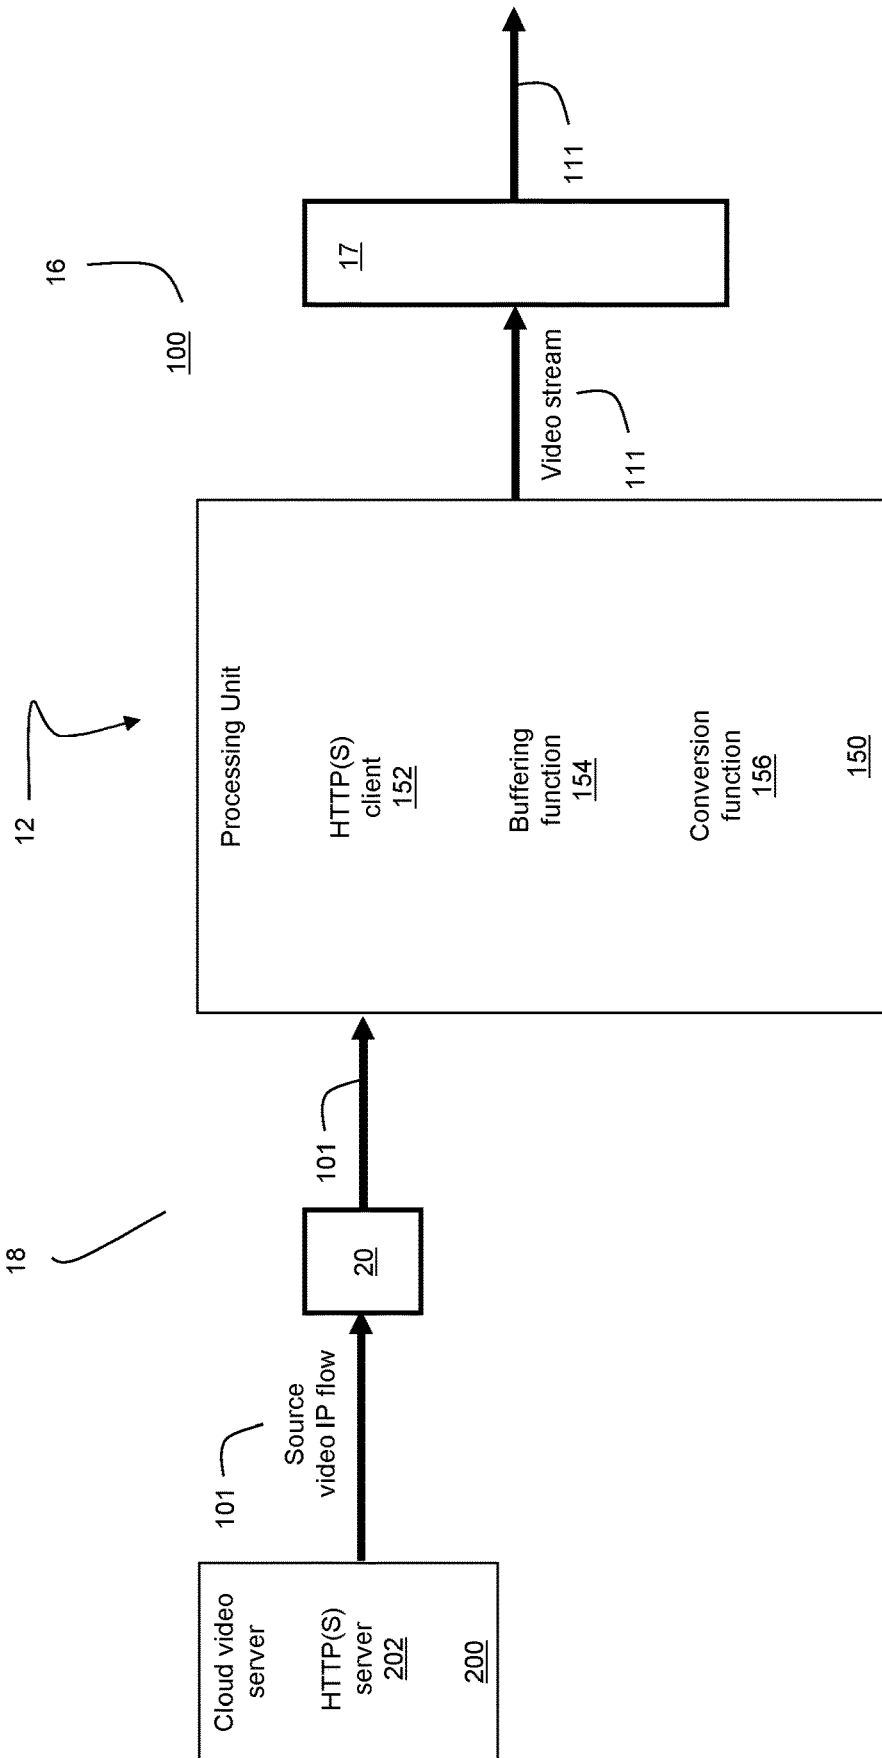 12
18
16
100
Cloud video
server
HTTP(S)
server
202
200
101
Source
video IP flow
20
101
Processing Unit
HTTP(S)
client
152
Buffering
function
154
Conversion
function
156
150
Video stream
111
17
111